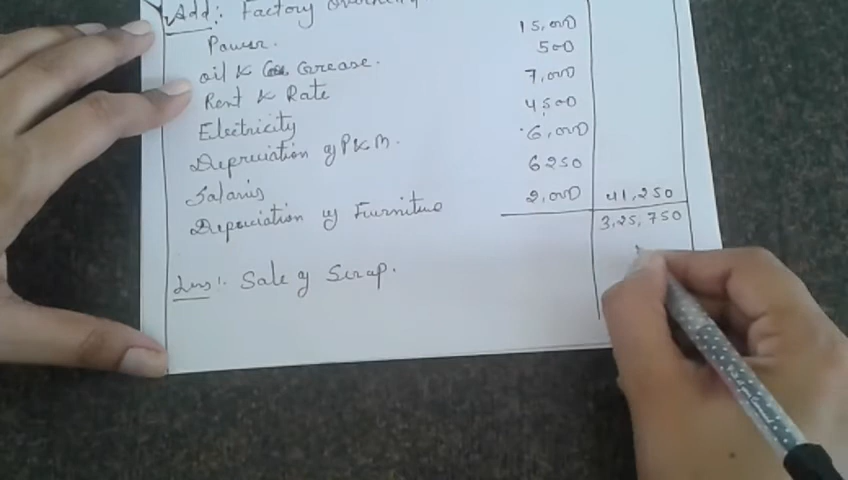 Add:. Factory Overhead
Power. 15,000
Oil & Grease. 500
Rent & Rate 7,000
Electricity 4,500
Depreciation of P & M. 6,000
Salaries 6250
Depreciation of Furniture 2,000 41,250
3,25,750
Less:. Sale of Scrap.